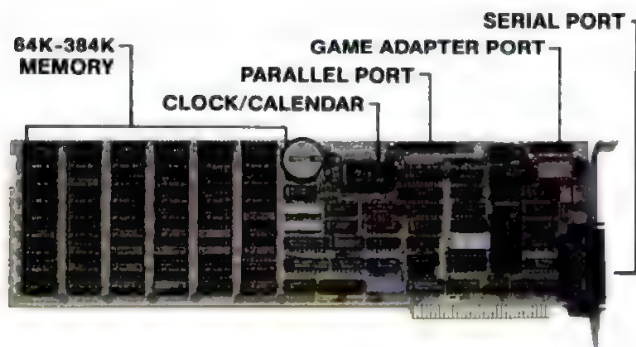 SERIAL PORT
64K-384K
MEMORY
GAME ADAPTER PORT
PARALLEL PORT
CLOCK/CALENDAR